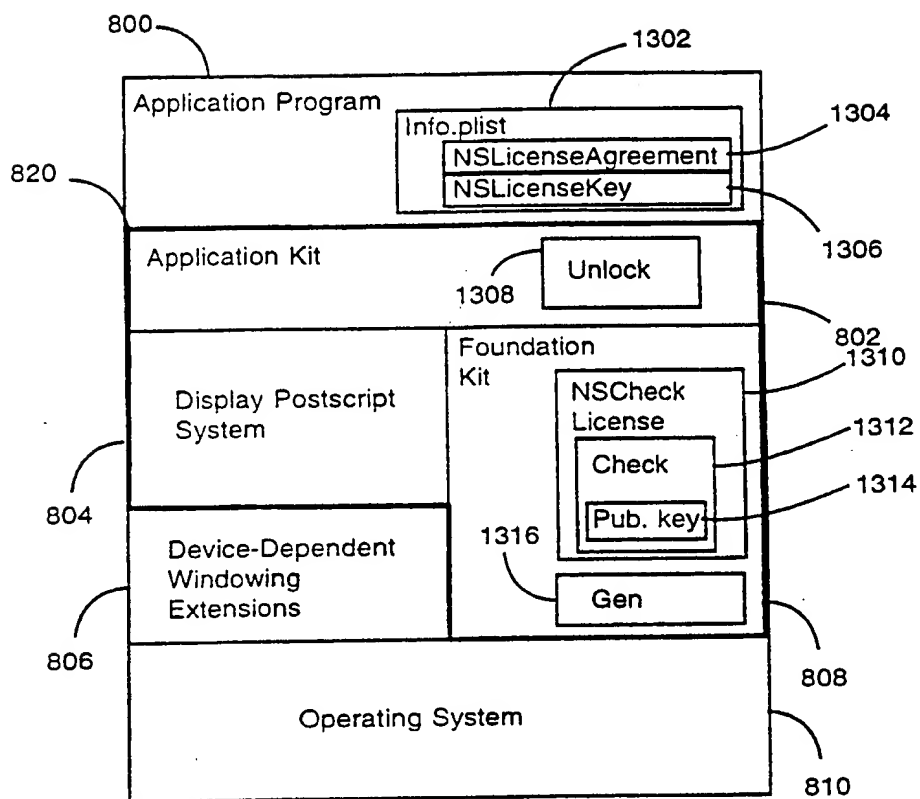 800
1302
Application Program
Info.plist
1304
NSLicenseAgreement
820
NSLicenseKey
1306
Application Kit
Unlock
1308
802
Foundation
Kit
1310
NSCheck
License
Display Postscript
System
1312
Check
1314
Pub. key
804
1316
Device-Dependent
Windowing
Extensions
Gen
806
808
Operating System
810